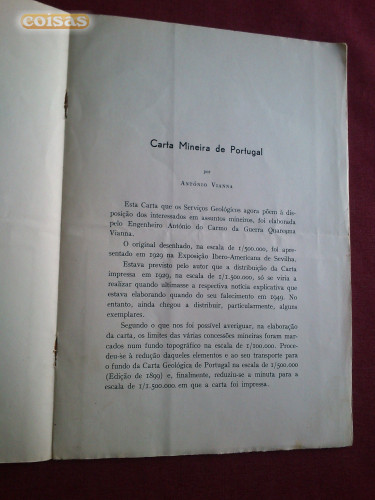 coisas
Carta Mineira de Portugal
por
António Vianna
Esta Carta que os Serviços Geológicos agora põem à dis-
posição dos interessados em assuntos mineiros, foi elaborada
pelo Engenheiro António do Carmo da Guerra Quaresma
Vianna.
O original desenhado, na escala de 1/500.000, foi apre-
sentado em 1929 na Exposição Ibero-Americana de Sevilha.
Estava previsto pelo autor que a distribuição da Carta
impressa em 1949, na escala de 1/1.500.000, só se viria a
realizar quando ultimasse a respectiva notícia explicativa que
estava elaborando quando do seu falecimento em 1949. No
entanto, ainda chegou a distribuir, particularmente, alguns
exemplares.
Segundo o que nos foi possível averiguar, na elaboração
da carta, os limites das várias concessões mineiras foram mar-
cados num fundo topográfico na escala de 1/100.000. Proce-
deu-se à redução daqueles elementos e ao seu transporte para
o fundo da Carta Geológica de Portugal na escala de 1/500.000
(Edição de 1899) e, finalmente, reduziu-se a minuta para a
escala de 1/1.500.000 em que a carta foi impressa.